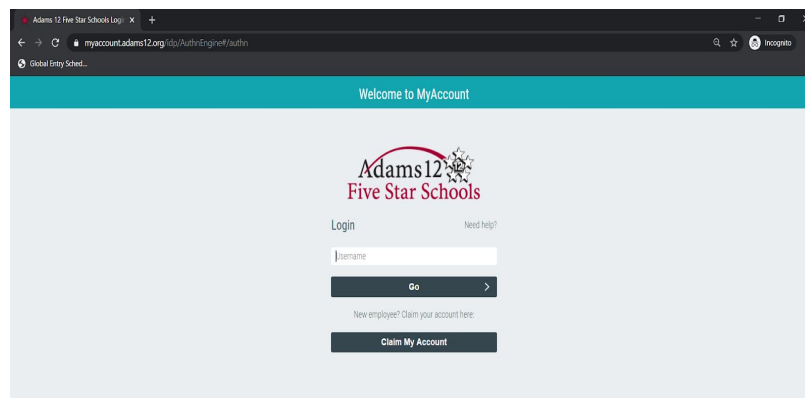 Adams 12 Five Star Schools Logi
myaccount.adams12.org/idp/AuthnEngine#/authn
Incognito
Global Entry Sched...
Welcome to MyAccount
Adams12
12
Five Star Schools
Login
Need help?
Username
Go
New employee? Claim your account here:
Claim My Account